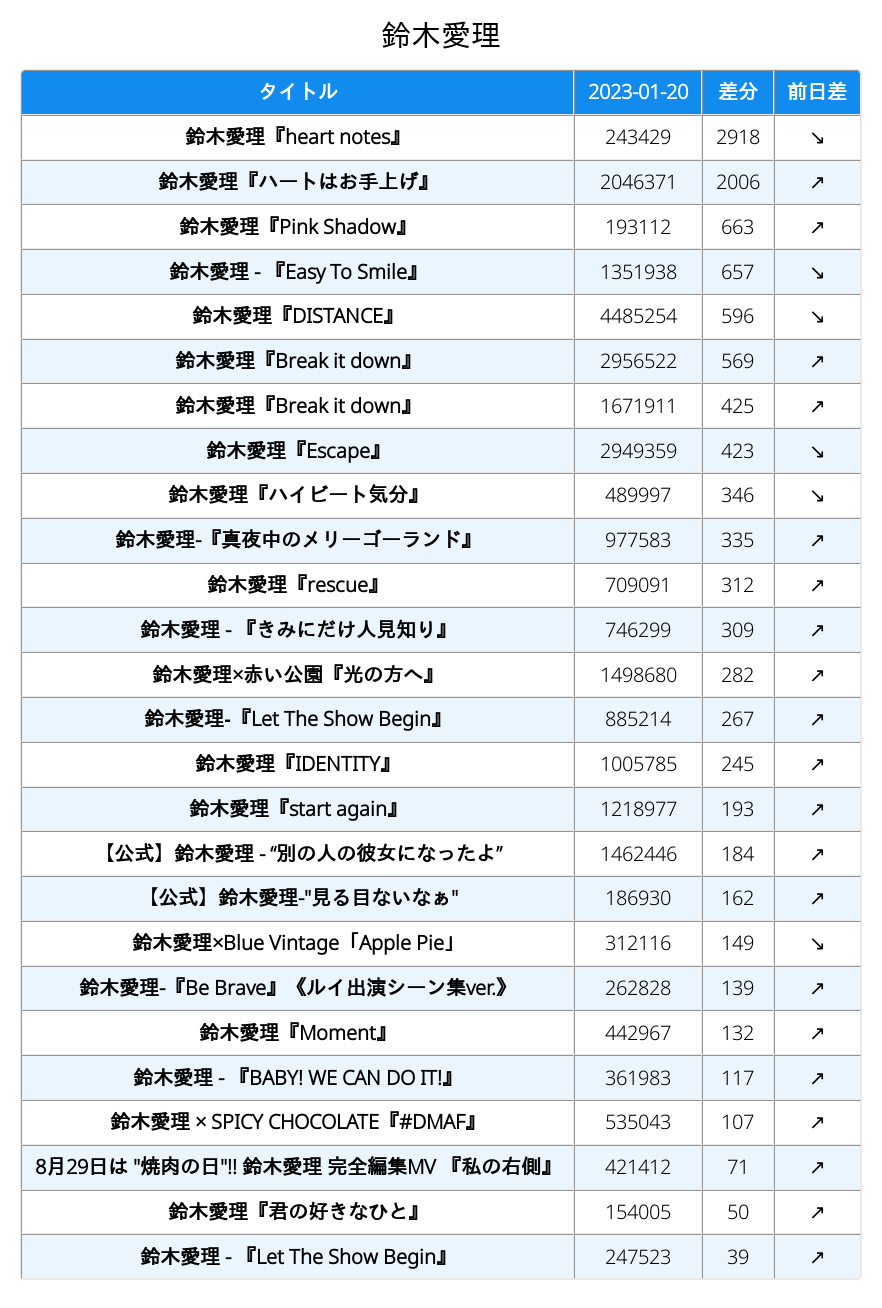 鈴木愛理
タイトル 2023-01-20 差分 前日差
鈴木愛理『heart notes』 243429 2918 ↘
鈴木愛理『ハートはお手上げ』 2046371 2006 ↗
鈴木愛理『Pink Shadow』 193112 663 ↗
鈴木愛理 - 『Easy To Smile』 1351938 657 ↘
鈴木愛理『DISTANCE』 4485254 596 ↘
鈴木愛理『Break it down』 2956522 569 ↗
鈴木愛理『Break it down』 1671911 425 ↗
鈴木愛理『Escape』 2949359 423 ↘
鈴木愛理『ハイビート気分』 489997 346 ↘
鈴木愛理-『真夜中のメリーゴーランド』 977583 335 ↗
鈴木愛理『rescue』 709091 312 ↗
鈴木愛理 - 『きみにだけ人見知り』 746299 309 ↗
鈴木愛理×赤い公園『光の方へ』 1498680 282 ↗
鈴木愛理-『Let The Show Begin』 885214 267 ↗
鈴木愛理『IDENTITY』 1005785 245 ↗
鈴木愛理『start again』 1218977 193 ↗
【公式】鈴木愛理 - “別の人の彼女になったよ” 1462446 184 ↗
【公式】鈴木愛理-"見る目ないなぁ" 186930 162 ↗
鈴木愛理×Blue Vintage「Apple Pie」 312116 149 ↘
鈴木愛理-『Be Brave』《ルイ出演シーン集ver.》 262828 139 ↗
鈴木愛理『Moment』 442967 132 ↗
鈴木愛理 - 『BABY! WE CAN DO IT!』 361983 117 ↗
鈴木愛理 × SPICY CHOCOLATE『#DMAF』 535043 107 ↗
8月29日は "焼肉の日"!! 鈴木愛理 完全編集MV 『私の右側』 421412 71 ↗
鈴木愛理『君の好きなひと』 154005 50 ↗
鈴木愛理 - 『Let The Show Begin』 247523 39 ↗